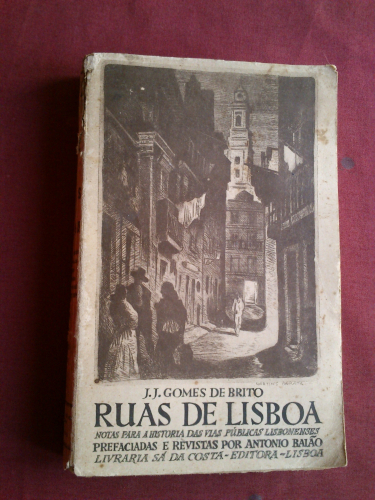 J.J. GOMES DE BRITO
RUAS DE LISBOA
NOTAS PARA A HISTORIA DAS VIAS PÚBLICAS LISBONENSES
PREFACIADAS E REVISTAS POR ANTONIO BAIÃO
LIVRARIA SÁ DA COSTA-EDITORA-LISBOA